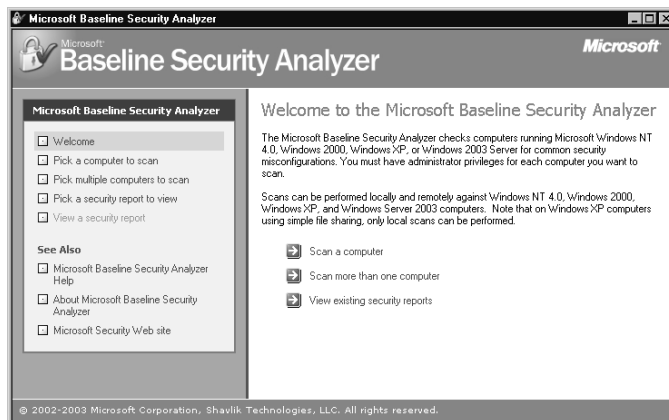 Microsoft Baseline Security Analyzer
Microsoft
Baseline Security Analyzer
Microsoft
Microsoft Baseline Security Analyzer
Welcome
Pick a computer to scan
Pick multiple computers to scan
Pick a security report to view
View a security report
See Also
Microsoft Baseline Security Analyzer
Help
About Microsoft Baseline Security
Analyzer
Microsoft Security Web site
Welcome to the Microsoft Baseline Security Analyzer
The Microsoft Baseline Security Analyzer checks computers running Microsoft Windows NT
4.0, Windows 2000, Windows XP, or Windows 2003 Server for common security
misconfigurations. You must have administrator privileges for each computer you want to
scan.
Scans can be performed locally and remotely against Windows NT 4.0, Windows 2000,
Windows XP, and Windows Server 2003 computers. Note that on Windows XP computers
using simple file sharing, only local scans can be performed.
Scan a computer
Scan more than one computer
View existing security reports
© 2002-2003 Microsoft Corporation, Shavlik Technologies, LLC. All rights reserved.